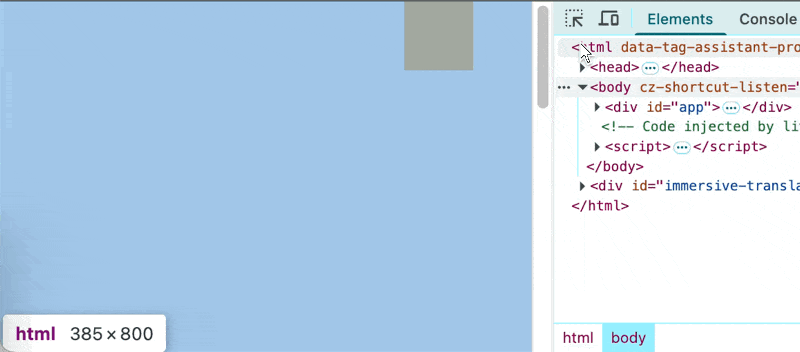 Elements Console
<html data-tag-assistant-pro
<head> ... </head>
... <body cz-shortcut-listen="
<div id="app"> ... </div>
<!-- Code injected by li
<script> ... </script>
</body>
<div id="immersive-transla
</html>
html 385 × 800
html body